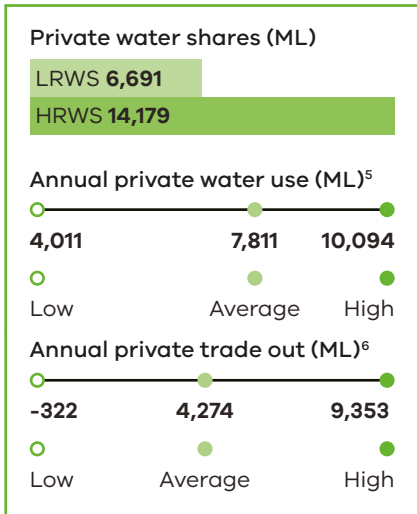 Private water shares (ML)
LRWS 6,691
HRWS 14,179
Annual private water use (ML)⁵
4,011 7,811 10,094
Low Average High
Annual private trade out (ML)⁶
-322 4,274 9,353
Low Average High